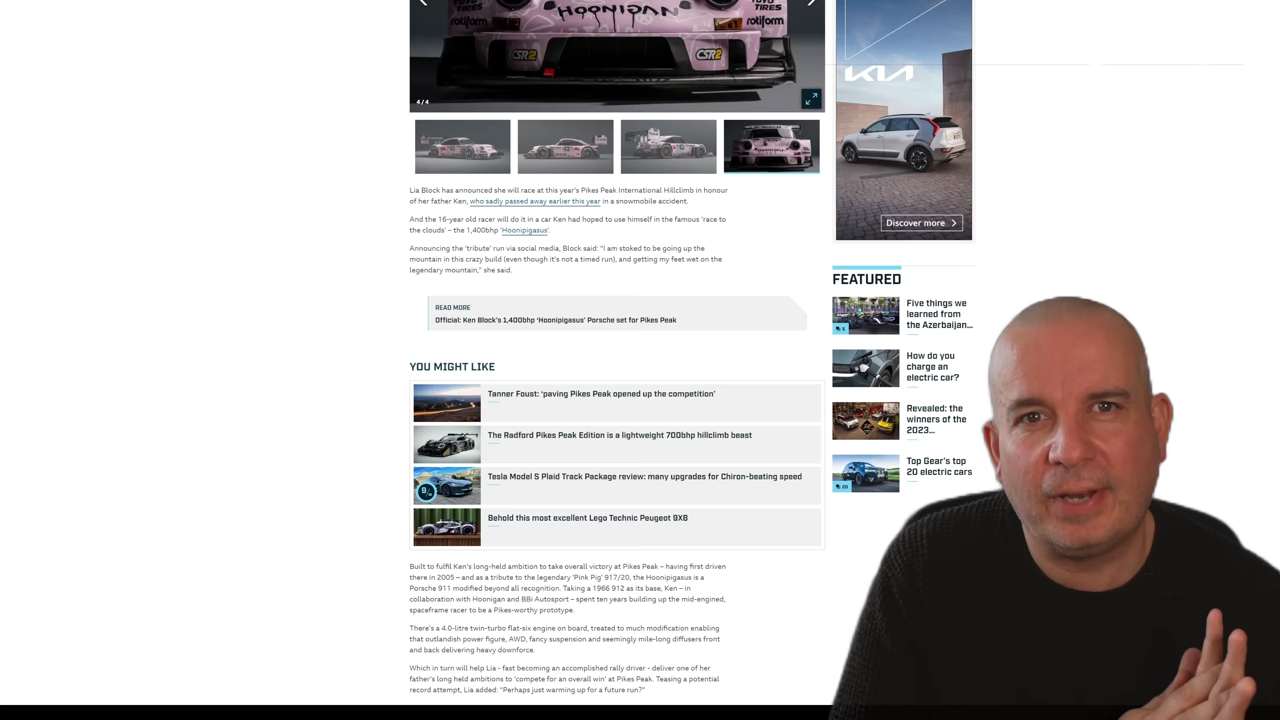 TOYO TIRES
rotiform
HOONIGAN
rotiform
CSR2
CSR2
4 / 4
Lia Block has announced she will race at this year's Pikes Peak International Hillclimb in honour
of her father Ken, who sadly passed away earlier this year in a snowmobile accident.
And the 16-year old racer will do it in a car Ken had hoped to use himself in the famous 'race to
the clouds' – the 1,400bhp 'Hoonipigasus'.
Announcing the 'tribute' run via social media, Block said: "I am stoked to be going up the
mountain in this crazy build (even though it's not a timed run), and getting my feet wet on the
legendary mountain," she said.
READ MORE
Official: Ken Block's 1,400bhp 'Hoonipigasus' Porsche set for Pikes Peak
YOU MIGHT LIKE
Tanner Foust: 'paving Pikes Peak opened up the competition'
The Radford Pikes Peak Edition is a lightweight 700bhp hillclimb beast
Tesla Model S Plaid Track Package review: many upgrades for Chiron-beating speed
Behold this most excellent Lego Technic Peugeot 9X8
Built to fulfil Ken's long-held ambition to take overall victory at Pikes Peak – having first driven
there in 2005 – and as a tribute to the legendary 'Pink Pig' 917/20, the Hoonipigasus is a
Porsche 911 modified beyond all recognition. Taking a 1966 912 as its base, Ken – in
collaboration with Hoonigan and BBi Autosport – spent ten years building up the mid-engined,
spaceframe racer to be a Pikes-worthy prototype.
There's a 4.0-litre twin-turbo flat-six engine on board, treated to much modification enabling
that outlandish power figure, AWD, fancy suspension and seemingly mile-long diffusers front
and back delivering heavy downforce.
Which in turn will help Lia - fast becoming an accomplished rally driver - deliver one of her
father's long held ambitions to 'compete for an overall win' at Pikes Peak. Teasing a potential
record attempt, Lia added: "Perhaps just warming up for a future run?"
KIA
Discover more
FEATURED
Five things we
learned from
the Azerbaijan...
5
How do you
charge an
electric car?
Revealed: the
winners of the
2023...
Top Gear's top
20 electric cars
20